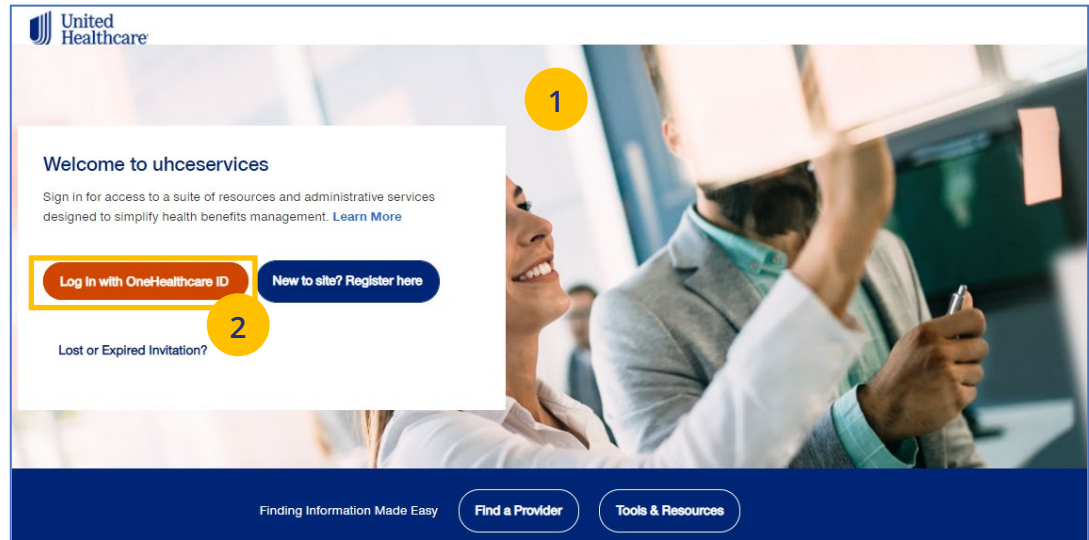 United
Healthcare
1
Welcome to uhceservices
Sign in for access to a suite of resources and administrative services
designed to simplify health benefits management. Learn More
Log In with OneHealthcare ID
New to site? Register here
2
Lost or Expired Invitation?
Finding Information Made Easy
Find a Provider
Tools & Resources